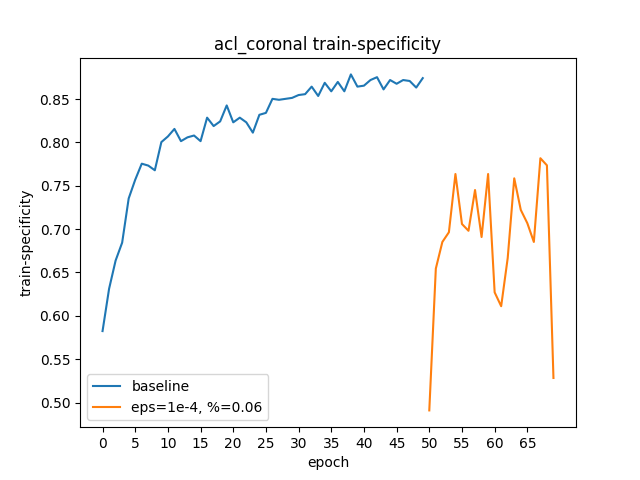 acl_coronal train-specificity
train-specificity
0.85
0.80
0.75
0.70
0.65
0.60
0.55
0.50
baseline
eps=1e-4, %=0.06
0 5 10 15 20 25 30 35 40 45 50 55 60 65
epoch